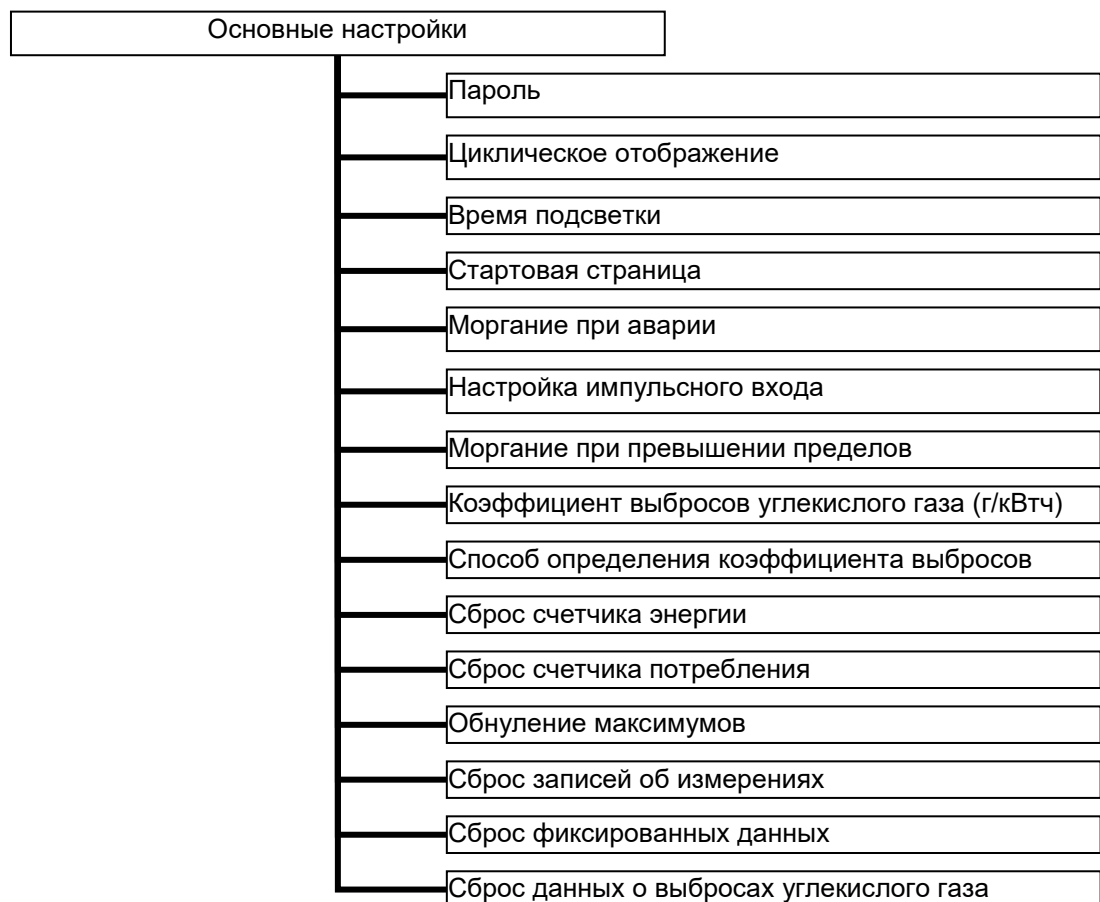 Основные настройки
Пароль
Циклическое отображение
Время подсветки
Стартовая страница
Моргание при аварии
Настройка импульсного входа
Моргание при превышении пределов
Коэффициент выбросов углекислого газа (г/кВтч)
Способ определения коэффициента выбросов
Сброс счетчика энергии
Сброс счетчика потребления
Обнуление максимумов
Сброс записей об измерениях
Сброс фиксированных данных
Сброс данных о выбросах углекислого газа